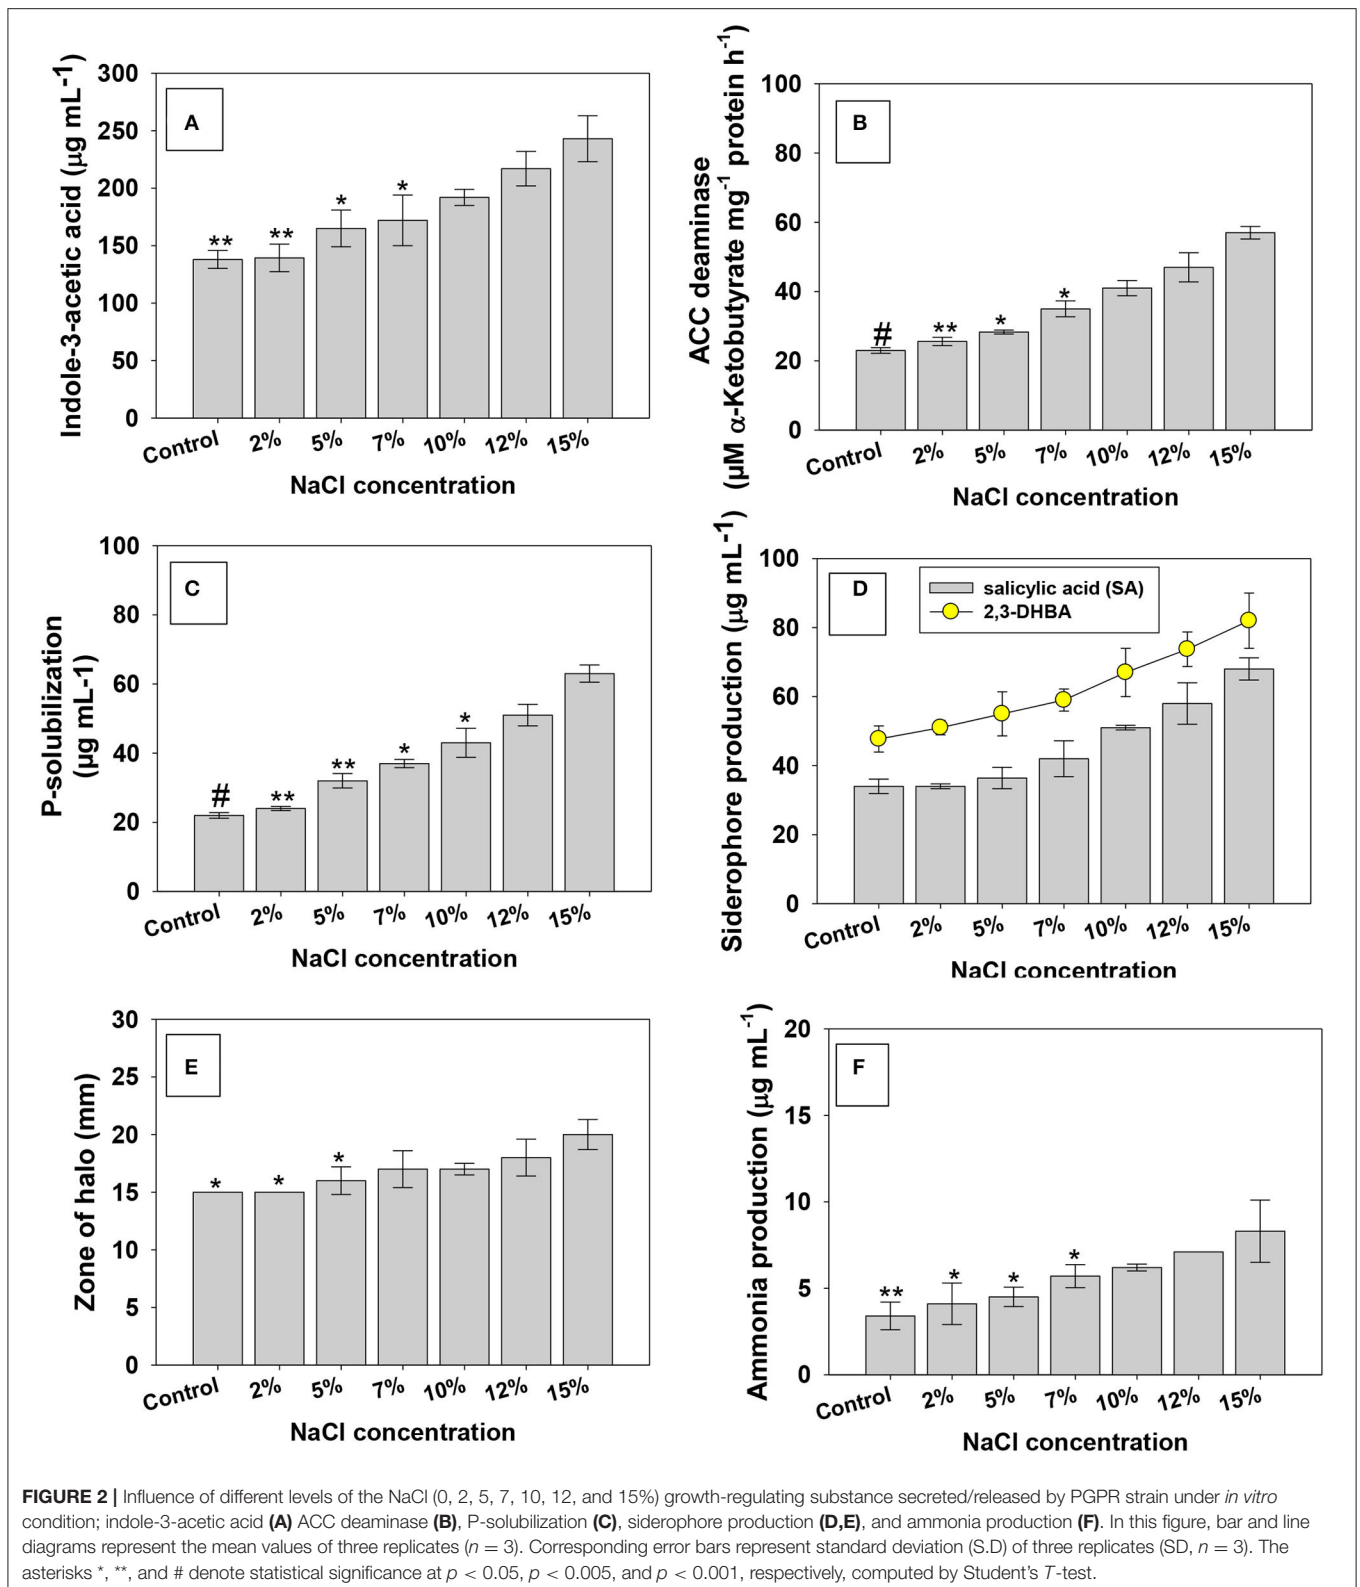 Indole-3-acetic acid (µg mL-1)
300
250
200
150
100
50
0
A
**
**
*
*
Control
2%
5%
7%
10%
12%
15%
NaCl concentration
ACC deaminase
(µM α-Ketobutyrate mg-1 protein h-1)
100
80
60
40
20
0
B
#
**
*
*
Control
2%
5%
7%
10%
12%
15%
NaCl concentration
P-solubilization
(µg mL-1)
100
80
60
40
20
0
C
#
**
**
*
*
Control
2%
5%
7%
10%
12%
15%
NaCl concentration
Siderophore production (µg mL-1)
100
80
60
40
20
0
D
salicylic acid (SA)
2,3-DHBA
Control
2%
5%
7%
10%
12%
15%
NaCl concentration
Zone of halo (mm)
30
25
20
15
10
5
0
E
*
*
*
Control
2%
5%
7%
10%
12%
15%
NaCl concentration
Ammonia production (µg mL-1)
20
15
10
5
0
F
**
*
*
*
Control
2%
5%
7%
10%
12%
15%
NaCl concentration
FIGURE 2 | Influence of different levels of the NaCl (0, 2, 5, 7, 10, 12, and 15%) growth-regulating substance secreted/released by PGPR strain under in vitro
condition; indole-3-acetic acid (A) ACC deaminase (B), P-solubilization (C), siderophore production (D,E), and ammonia production (F). In this figure, bar and line
diagrams represent the mean values of three replicates (n = 3). Corresponding error bars represent standard deviation (S.D) of three replicates (SD, n = 3). The
asterisks *, **, and # denote statistical significance at p < 0.05, p < 0.005, and p < 0.001, respectively, computed by Student's T-test.